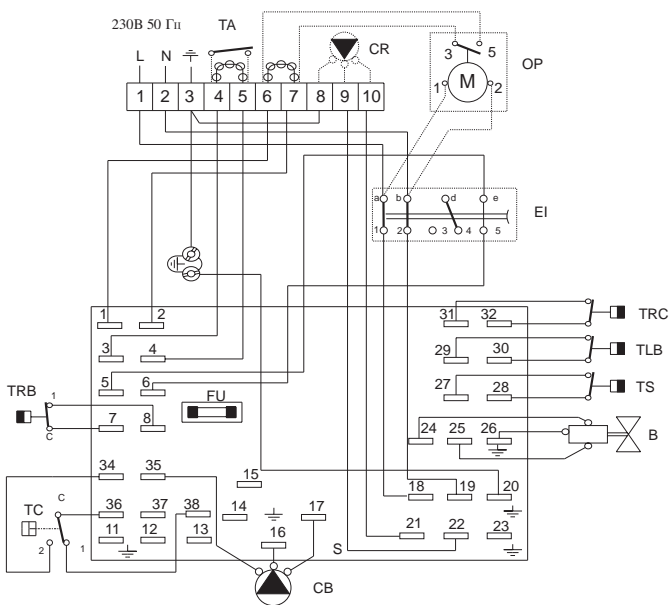 230В 50 Гц TA
L N CR
3 5 OP
1 M 2
1 2 3 4 5 6 7 8 9 10
a b d e
EI
1 2 3 4 5
1 2 31 32 TRC
3 4 29 30 TLB
5 6 FU 27 28 TS
TRB 1
C 7 8 24 25 26 B
34 35 15 18 19 20
TC C 36 37 38 14 17
2 1 11 12 13 16 S 21 22 23
CB